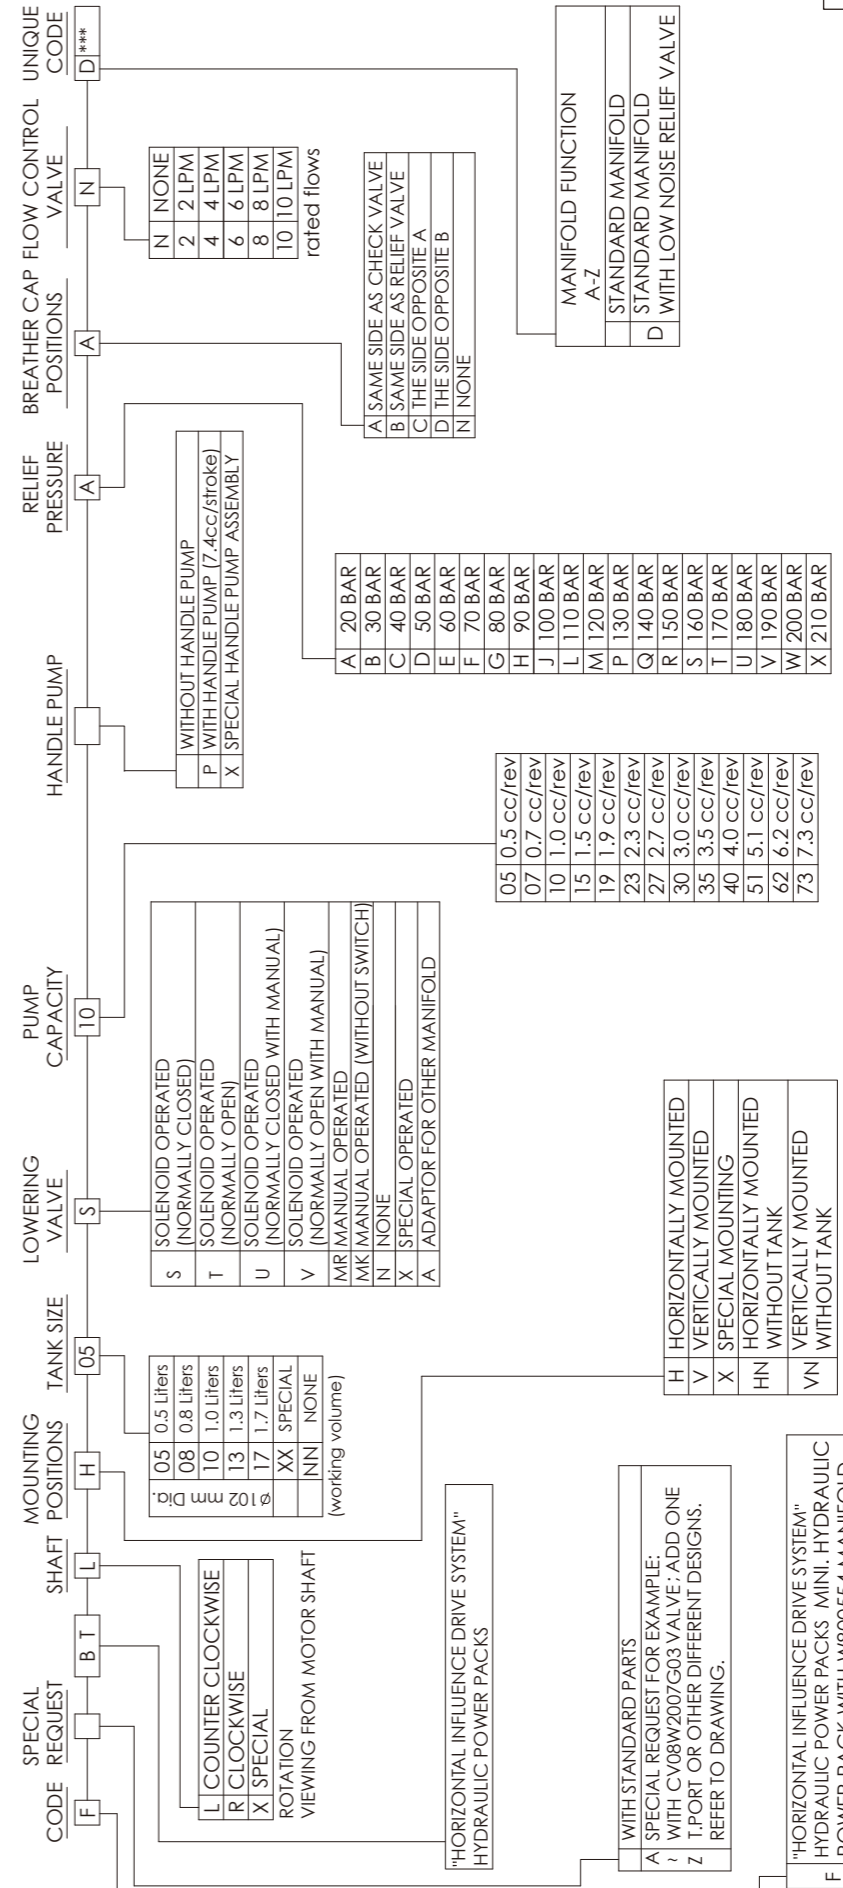 CODE
F
SPECIAL
REQUEST
B T
SHAFT
L
MOUNTING
POSITIONS
H
TANK SIZE
05
LOWERING
VALVE
S
PUMP
CAPACITY
10
HANDLE PUMP
RELIEF
PRESSURE
A
BREATHER CAP
POSITIONS
A
FLOW CONTROL
VALVE
N
UNIQUE
CODE
D ***
L COUNTER CLOCKWISE
R CLOCKWISE
X SPECIAL
ROTATION
VIEWING FROM MOTOR SHAFT
ø102 mm Dia.
05 0.5 Liters
08 0.8 Liters
10 1.0 Liters
13 1.3 Liters
17 1.7 Liters
XX SPECIAL
NN NONE
(working volume)
S SOLENOID OPERATED
(NORMALLY CLOSED)
T SOLENOID OPERATED
(NORMALLY OPEN)
U SOLENOID OPERATED
(NORMALLY CLOSED WITH MANUAL)
V SOLENOID OPERATED
(NORMALLY OPEN WITH MANUAL)
MR MANUAL OPERATED
MK MANUAL OPERATED (WITHOUT SWITCH)
N NONE
X SPECIAL OPERATED
A ADAPTOR FOR OTHER MANIFOLD
WITHOUT HANDLE PUMP
P WITH HANDLE PUMP (7.4cc/stroke)
X SPECIAL HANDLE PUMP ASSEMBLY
N NONE
2 2 LPM
4 4 LPM
6 6 LPM
8 8 LPM
10 10 LPM
rated flows
A SAME SIDE AS CHECK VALVE
B SAME SIDE AS RELIEF VALVE
C THE SIDE OPPOSITE A
D THE SIDE OPPOSITE B
N NONE
A 20 BAR
B 30 BAR
C 40 BAR
D 50 BAR
E 60 BAR
F 70 BAR
G 80 BAR
H 90 BAR
J 100 BAR
L 110 BAR
M 120 BAR
P 130 BAR
Q 140 BAR
R 150 BAR
S 160 BAR
T 170 BAR
U 180 BAR
V 190 BAR
W 200 BAR
X 210 BAR
"HORIZONTAL INFLUENCE DRIVE SYSTEM"
HYDRAULIC POWER PACKS
05 0.5 cc/rev
07 0.7 cc/rev
10 1.0 cc/rev
15 1.5 cc/rev
19 1.9 cc/rev
23 2.3 cc/rev
27 2.7 cc/rev
30 3.0 cc/rev
35 3.5 cc/rev
40 4.0 cc/rev
51 5.1 cc/rev
62 6.2 cc/rev
73 7.3 cc/rev
MANIFOLD FUNCTION
A-Z
STANDARD MANIFOLD
D STANDARD MANIFOLD
WITH LOW NOISE RELIEF VALVE
WITH STANDARD PARTS
A SPECIAL REQUEST FOR EXAMPLE:
~ WITH CV08W2007G03 VALVE; ADD ONE
Z T.PORT OR OTHER DIFFERENT DESIGNS.
REFER TO DRAWING.
H HORIZONTALLY MOUNTED
V VERTICALLY MOUNTED
X SPECIAL MOUNTING
HN HORIZONTALLY MOUNTED
WITHOUT TANK
VN VERTICALLY MOUNTED
WITHOUT TANK
"HORIZONTAL INFLUENCE DRIVE SYSTEM"
F HYDRAULIC POWER PACKS MINI. HYDRAULIC